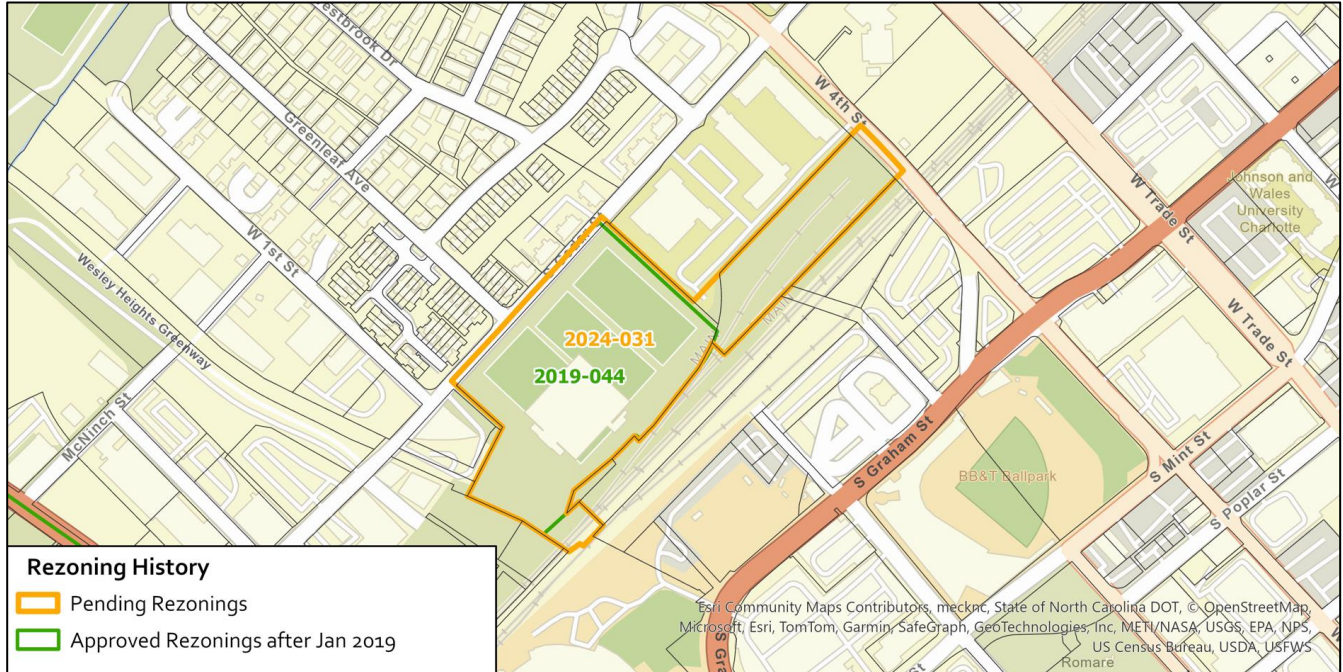 Westbrook Dr
W 4th St
Greenleaf Ave
Johnson and
Wales
University
Charlotte
W Trade St
W 1st St
Wesley Heights Greenway
W Trade St
2024-031
MAIN
MAIN
2019-044
McNinch St
S Graham St
BB&T Ballpark
S Mint St
S Poplar St
Rezoning History
Pending Rezonings
Approved Rezonings after Jan 2019
S Gra
Esri Community Maps Contributors, mecknc, State of North Carolina DOT, © OpenStreetMap,
Microsoft, Esri, TomTom, Garmin, SafeGraph, GeoTechnologies, Inc, METI/NASA, USGS, EPA, NPS,
US Census Bureau, USDA, USFWS
Romare